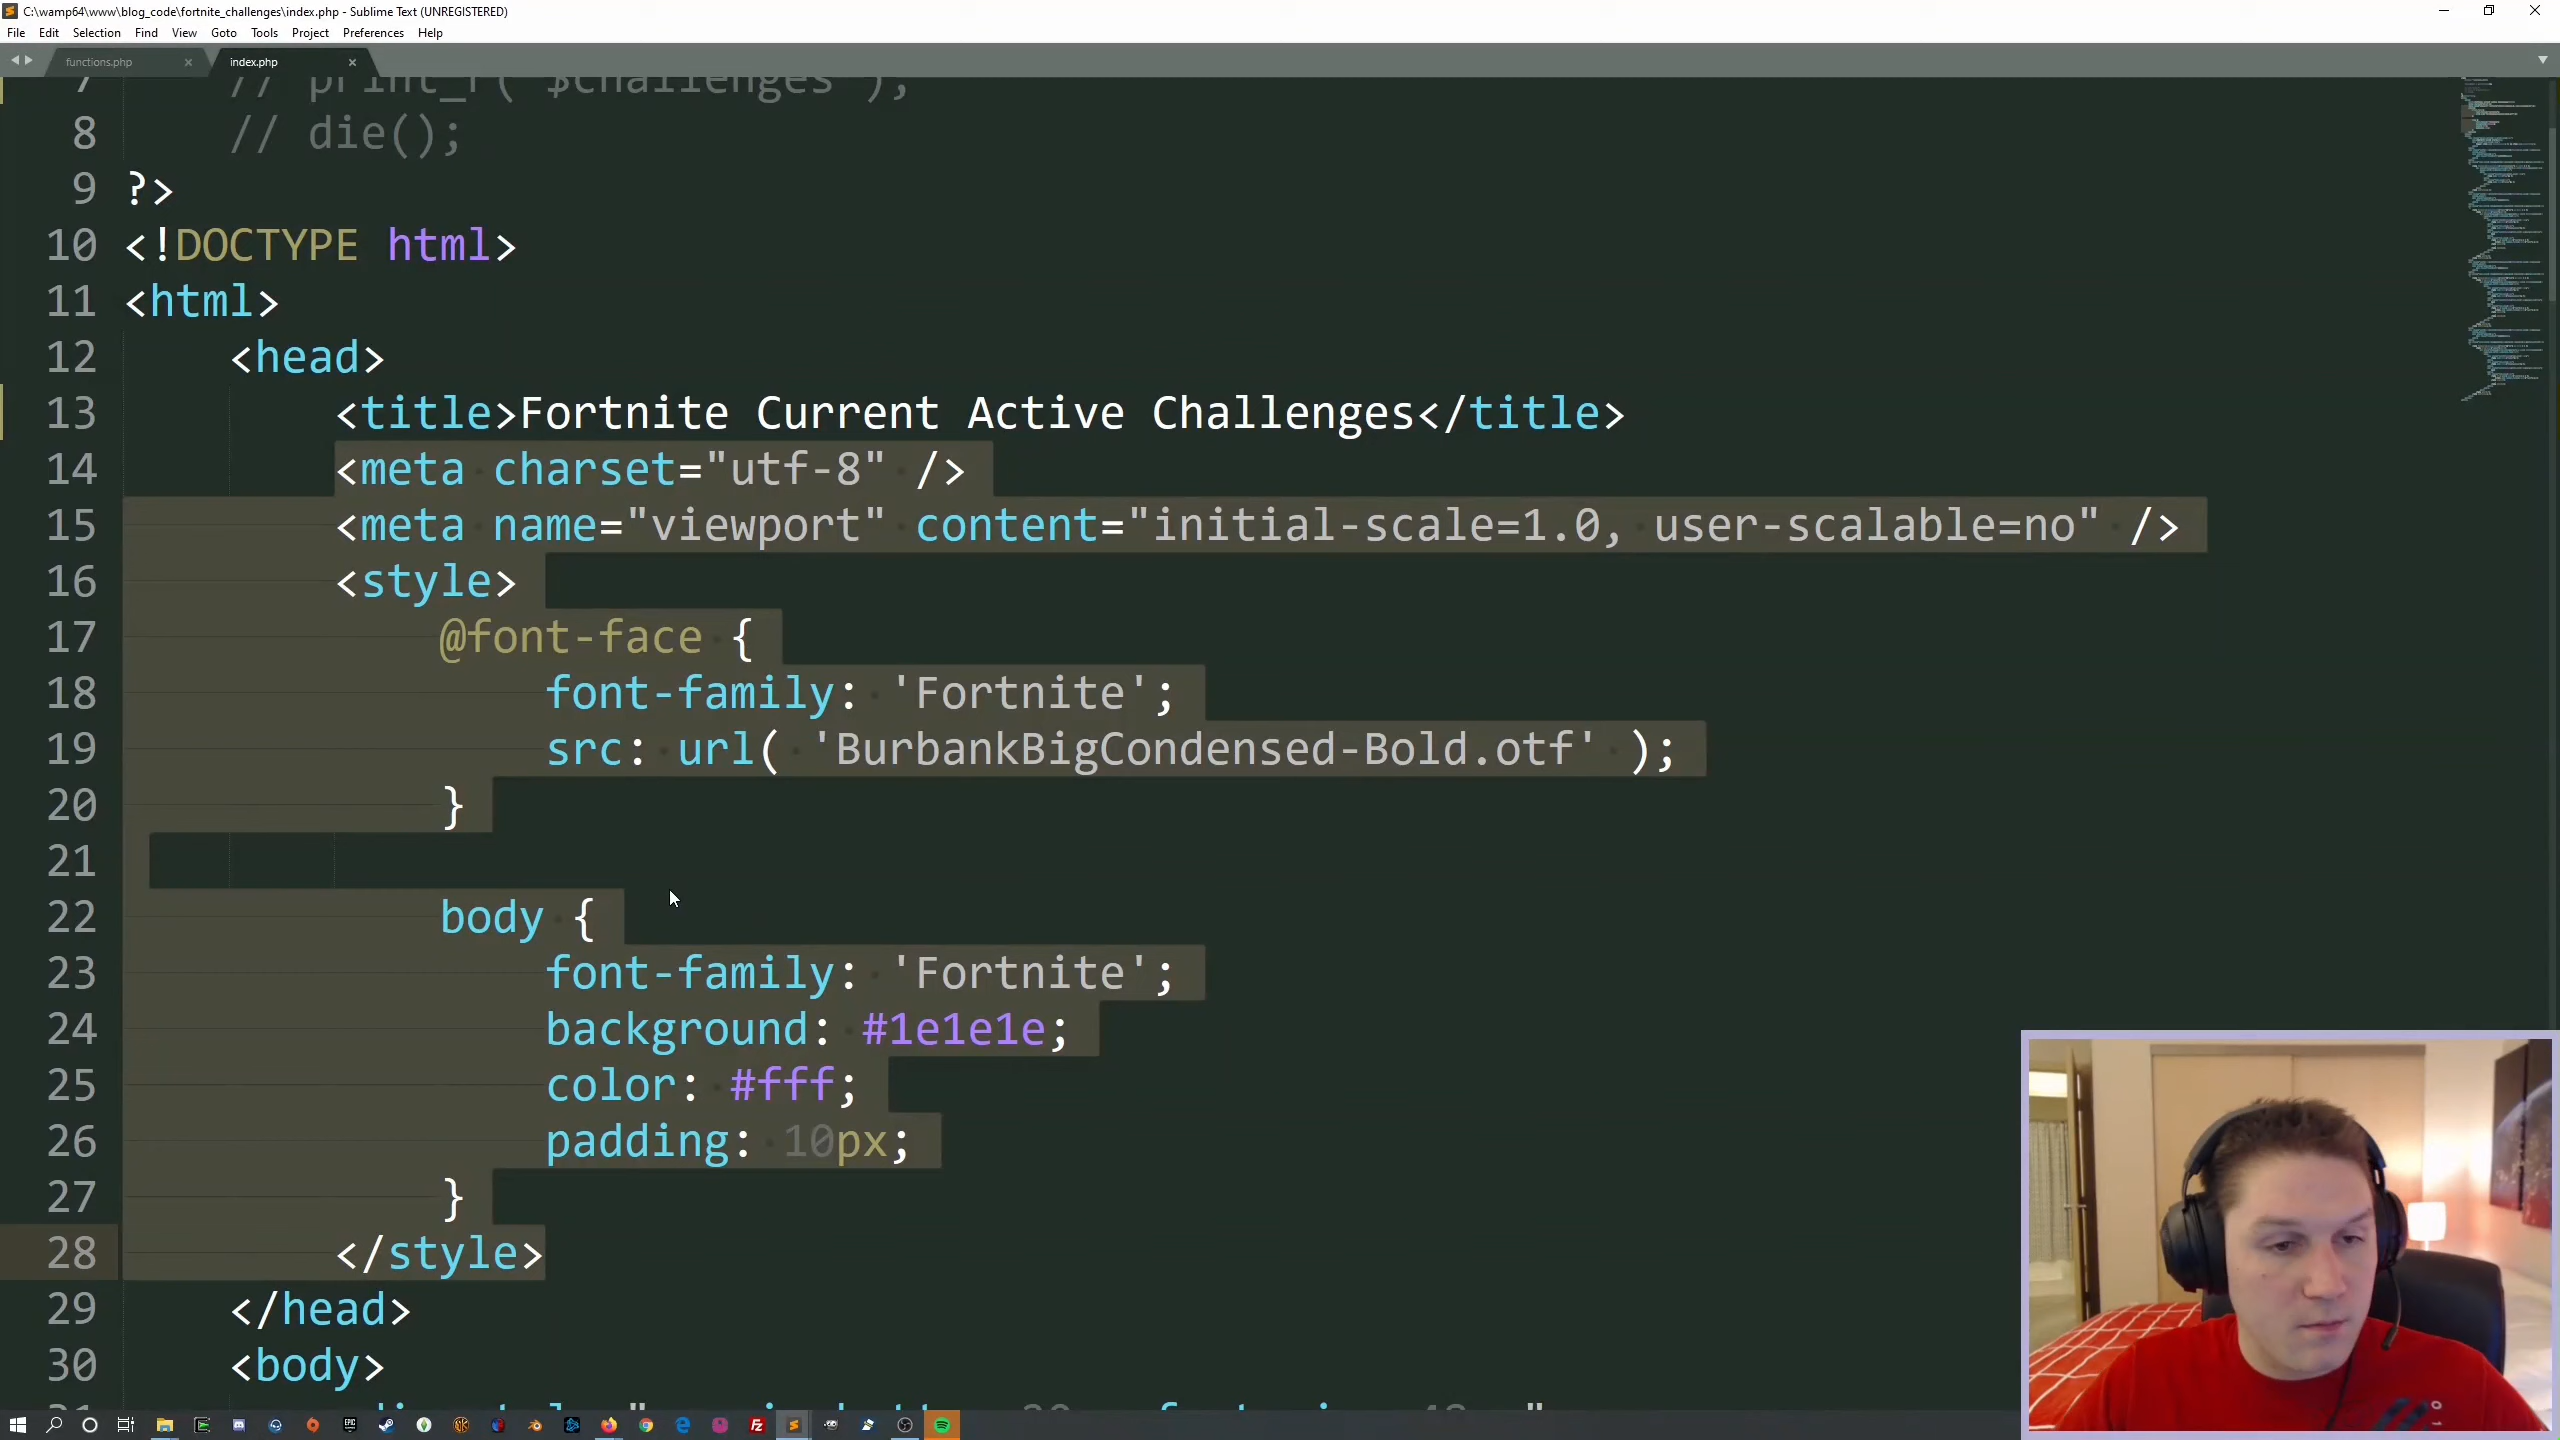 C:\wamp64\www\blog_code\fortnite_challenges\index.php - Sublime Text (UNREGISTERED)
File Edit Selection Find View Goto Tools Project Preferences Help
functions.php index.php
7 // print_r( $challenges );
8 // die();
9 ?>
10 <!DOCTYPE html>
11 <html>
12 <head>
13 <title>Fortnite Current Active Challenges</title>
14 <meta charset="utf-8" />
15 <meta name="viewport" content="initial-scale=1.0, user-scalable=no" />
16 <style>
17 @font-face {
18 font-family: 'Fortnite';
19 src: url( 'BurbankBigCondensed-Bold.otf' );
20 }
21
22 body {
23 font-family: 'Fortnite';
24 background: #1e1e1e;
25 color: #fff;
26 padding: 10px;
27 }
28 </style>
29 </head>
30 <body>